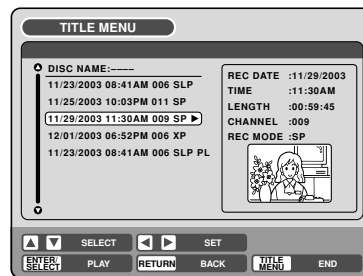 TITLE MENU
DISC NAME:----
11/23/2003 08:41AM 006 SLP
11/25/2003 10:03PM 011 SP
11/29/2003 11:30AM 009 SP ▶
12/01/2003 06:52PM 006 XP
11/23/2003 08:41AM 006 SLP PL
REC DATE :11/29/2003
TIME :11:30AM
LENGTH :00:59:45
CHANNEL :009
REC MODE :SP
SELECT SET
ENTER/SELECT PLAY RETURN BACK TITLE MENU END